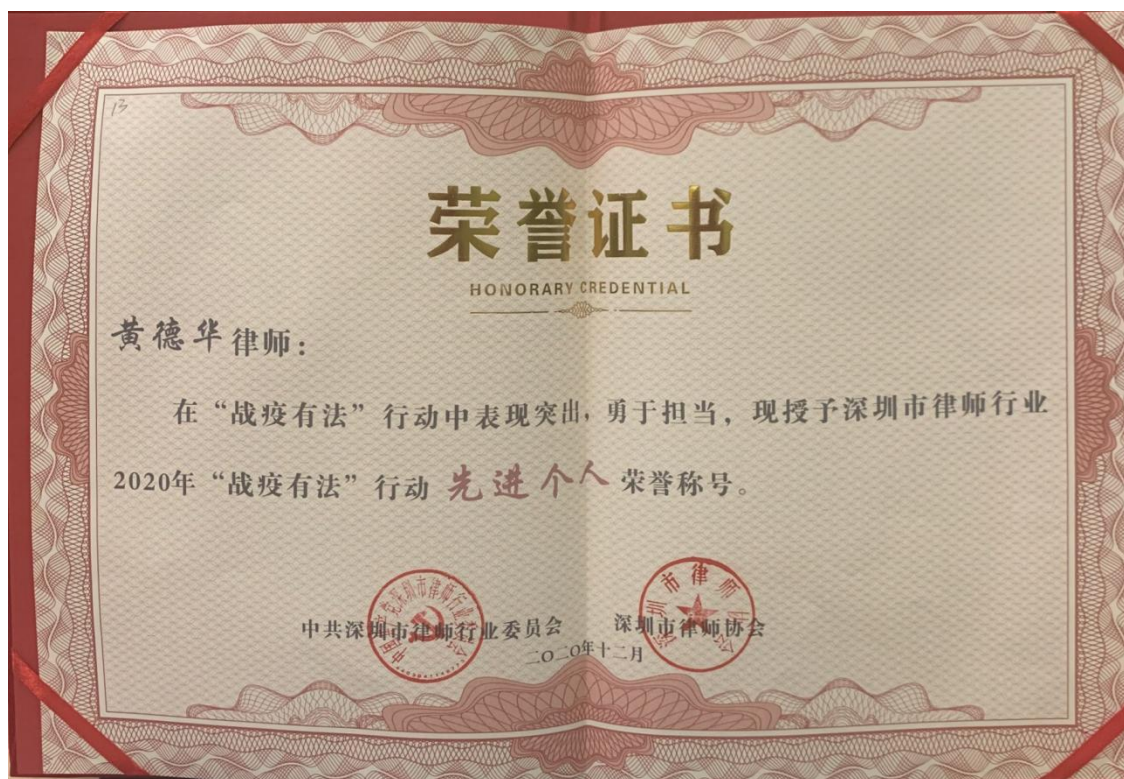 13
荣誉证书
HONORARY CREDENTIAL
黄德华律师：
在“战疫有法”行动中表现突出，勇于担当，现授予深圳市律师行业
2020年“战疫有法”行动先进个人荣誉称号。
中共深圳市律师行业委员会 深圳市律师协会
二〇二〇年十二月